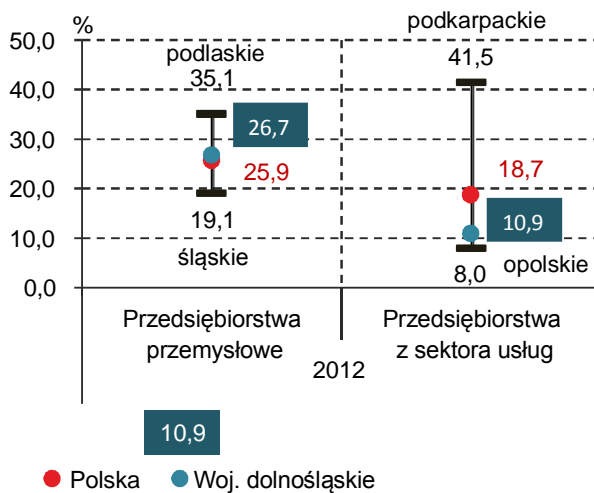 %
50,0
40,0
30,0
20,0
10,0
0,0
podlaskie
35,1
26,7
25,9
19,1
śląskie
podkarpackie
41,5
18,7
10,9
8,0
opolskie
Przedsiębiorstwa
przemysłowe
Przedsiębiorstwa
z sektora usług
2012
10,9
Polska
Woj. dolnośląskie